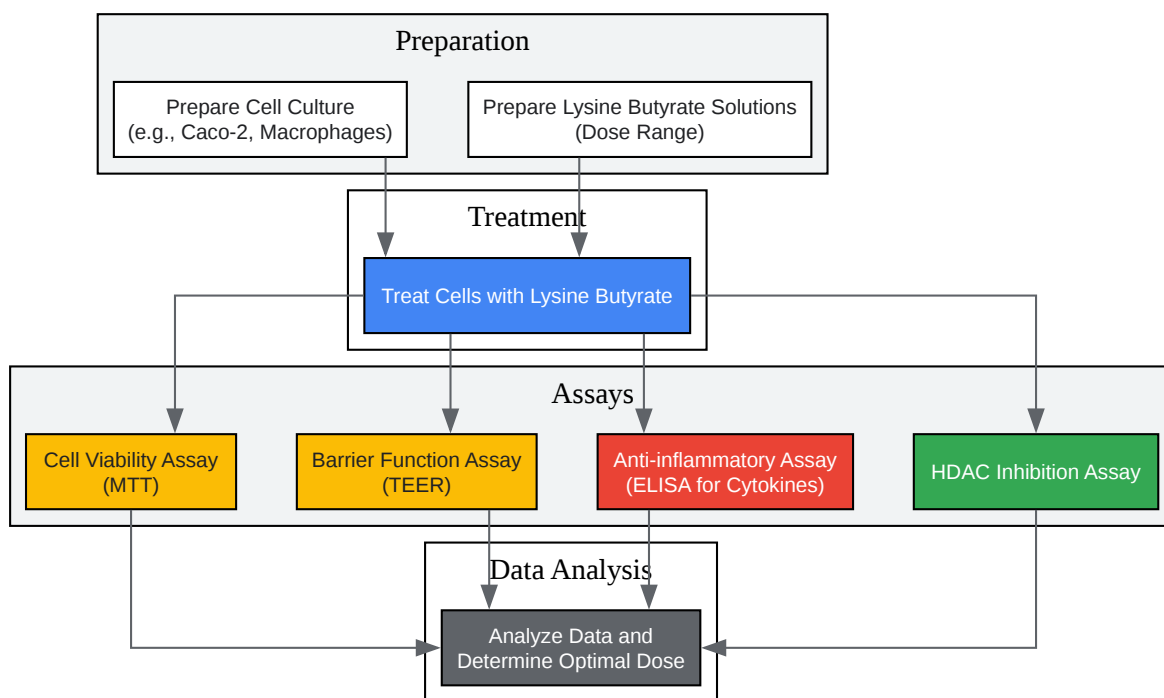 Preparation
Prepare Cell Culture
(e.g., Caco-2, Macrophages)
Prepare Lysine Butyrate Solutions
(Dose Range)
Treatment
Treat Cells with Lysine Butyrate
Assays
Cell Viability Assay
(MTT)
Barrier Function Assay
(TEER)
Anti-inflammatory Assay
(ELISA for Cytokines)
HDAC Inhibition Assay
Data Analysis
Analyze Data and
Determine Optimal Dose